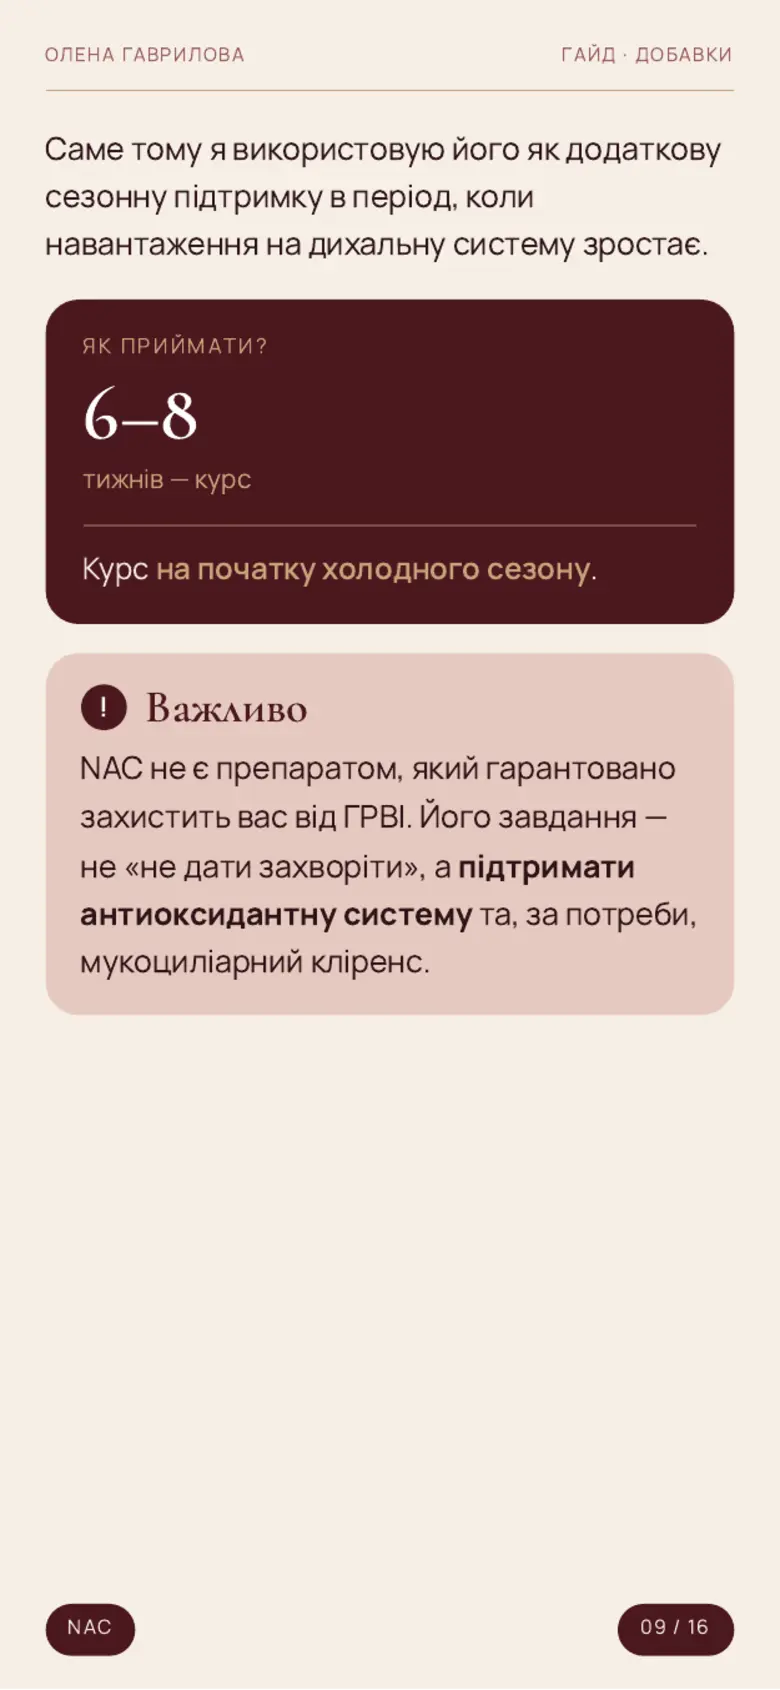 ОЛЕНА ГАВРИЛОВА
ГАЙД · ДОБАВКИ
Саме тому я використовую його як додаткову
сезонну підтримку в період, коли
навантаження на дихальну систему зростає.
ЯК ПРИЙМАТИ?
6–8
тижнів — курс
Курс на початку холодного сезону.
! Важливо
NAC не є препаратом, який гарантовано
захистить вас від ГРВІ. Його завдання —
не «не дати захворіти», а підтримати
антиоксидантну систему та, за потреби,
мукоциліарний кліренс.
NAC
09 / 16